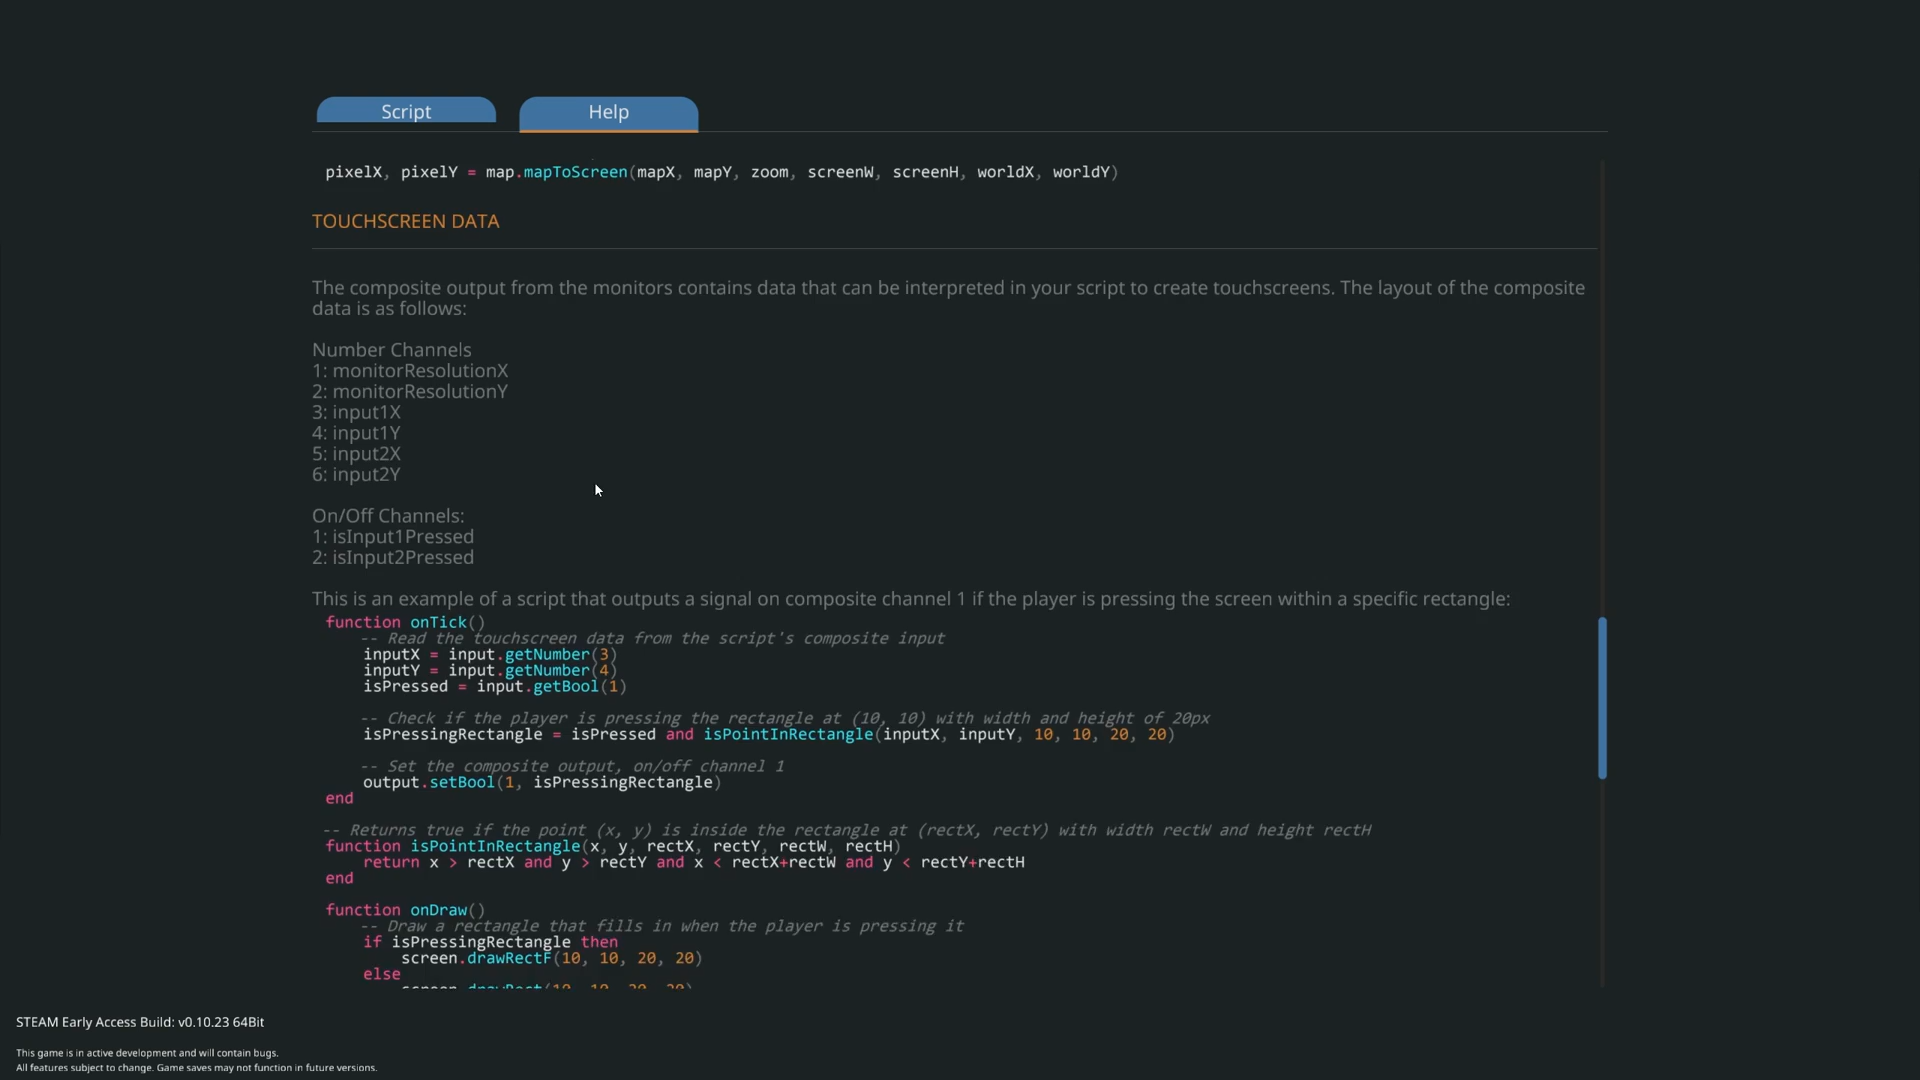 Script
Help
pixelX, pixelY = map.mapToScreen(mapX, mapY, zoom, screenW, screenH, worldX, worldY)
TOUCHSCREEN DATA
The composite output from the monitors contains data that can be interpreted in your script to create touchscreens. The layout of the composite
data is as follows:
Number Channels
1: monitorResolutionX
2: monitorResolutionY
3: input1X
4: input1Y
5: input2X
6: input2Y
On/Off Channels:
1: isInput1Pressed
2: isInput2Pressed
This is an example of a script that outputs a signal on composite channel 1 if the player is pressing the screen within a specific rectangle:
function onTick()
-- Read the touchscreen data from the script's composite input
inputX = input.getNumber(3)
inputY = input.getNumber(4)
isPressed = input.getBool(1)
-- Check if the player is pressing the rectangle at (10, 10) with width and height of 20px
isPressingRectangle = isPressed and isPointInRectangle(inputX, inputY, 10, 10, 20, 20)
-- Set the composite output, on/off channel 1
output.setBool(1, isPressingRectangle)
end
-- Returns true if the point (x, y) is inside the rectangle at (rectX, rectY) with width rectW and height rectH
function isPointInRectangle(x, y, rectX, rectY, rectW, rectH)
return x > rectX and y > rectY and x < rectX+rectW and y < rectY+rectH
end
function onDraw()
-- Draw a rectangle that fills in when the player is pressing it
if isPressingRectangle then
screen.drawRectF(10, 10, 20, 20)
else
screen.drawRect(10, 10, 20, 20)
STEAM Early Access Build: v0.10.23 64Bit
This game is in active development and will contain bugs.
All features subject to change. Game saves may not function in future versions.